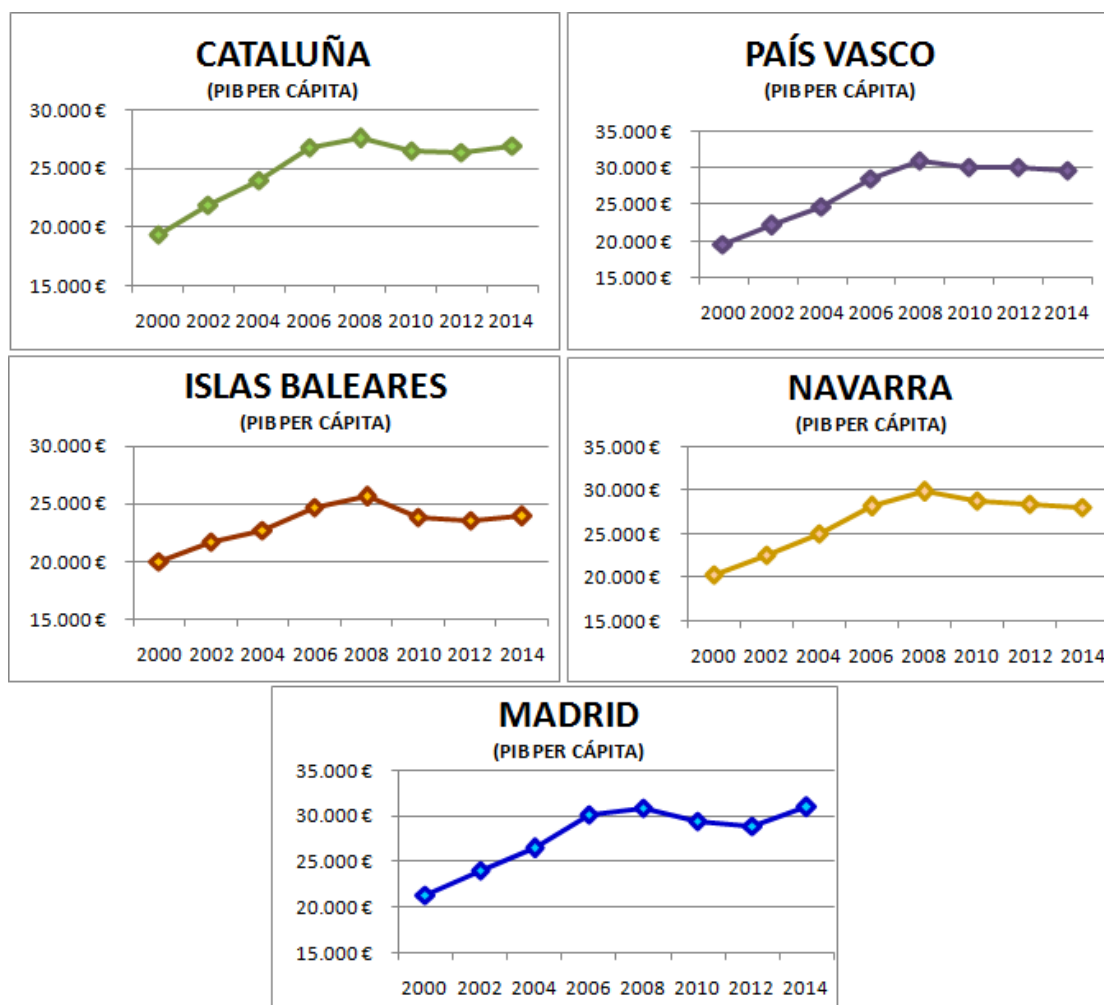 CATALUÑA
(PIB PER CÁPITA)
30.000 €
25.000 €
20.000 €
15.000 €
2000 2002 2004 2006 2008 2010 2012 2014
PAÍS VASCO
(PIB PER CÁPITA)
35.000 €
30.000 €
25.000 €
20.000 €
15.000 €
2000 2002 2004 2006 2008 2010 2012 2014
ISLAS BALEARES
(PIB PER CÁPITA)
30.000 €
25.000 €
20.000 €
15.000 €
2000 2002 2004 2006 2008 2010 2012 2014
NAVARRA
(PIB PER CÁPITA)
35.000 €
30.000 €
25.000 €
20.000 €
15.000 €
2000 2002 2004 2006 2008 2010 2012 2014
MADRID
(PIB PER CÁPITA)
35.000 €
30.000 €
25.000 €
20.000 €
15.000 €
2000 2002 2004 2006 2008 2010 2012 2014